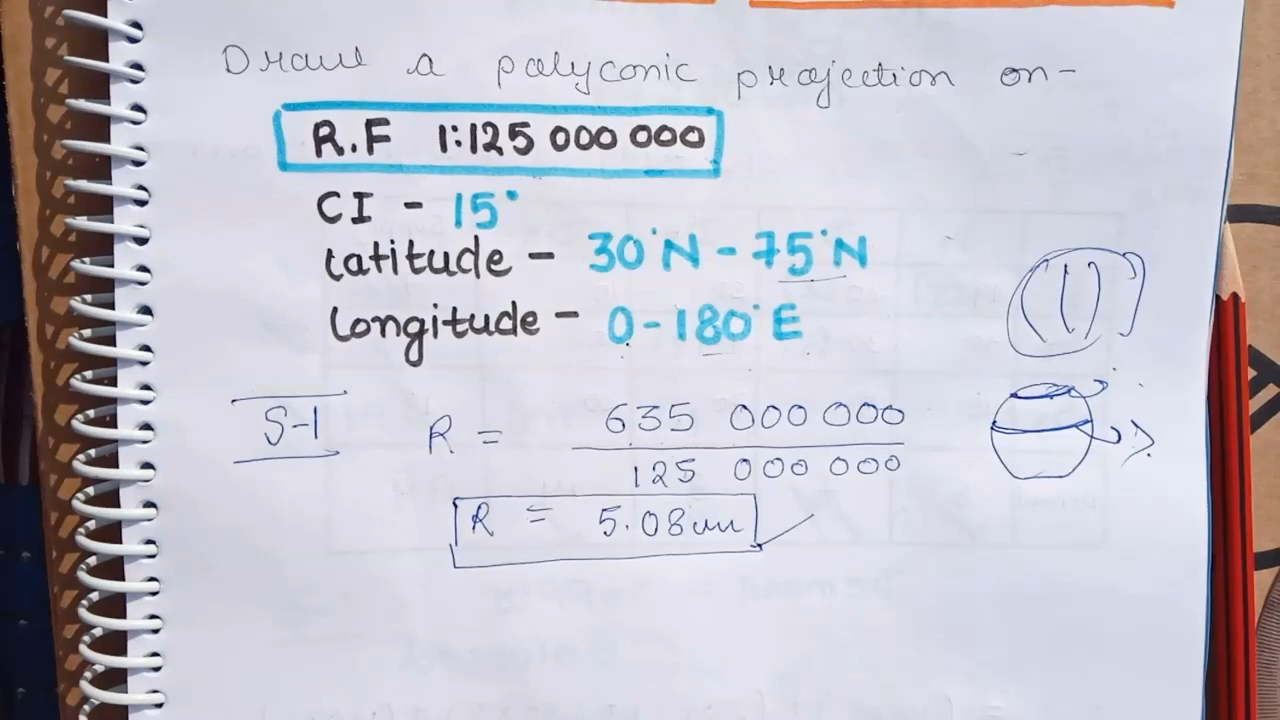 Draw a polyconic projection on-
R.F 1:125 000 000
CI - 15°
Latitude - 30°N - 75°N
Longitude - 0 - 180° E
S-1 R = 635 000 000
125 000 000
R = 5.08cm